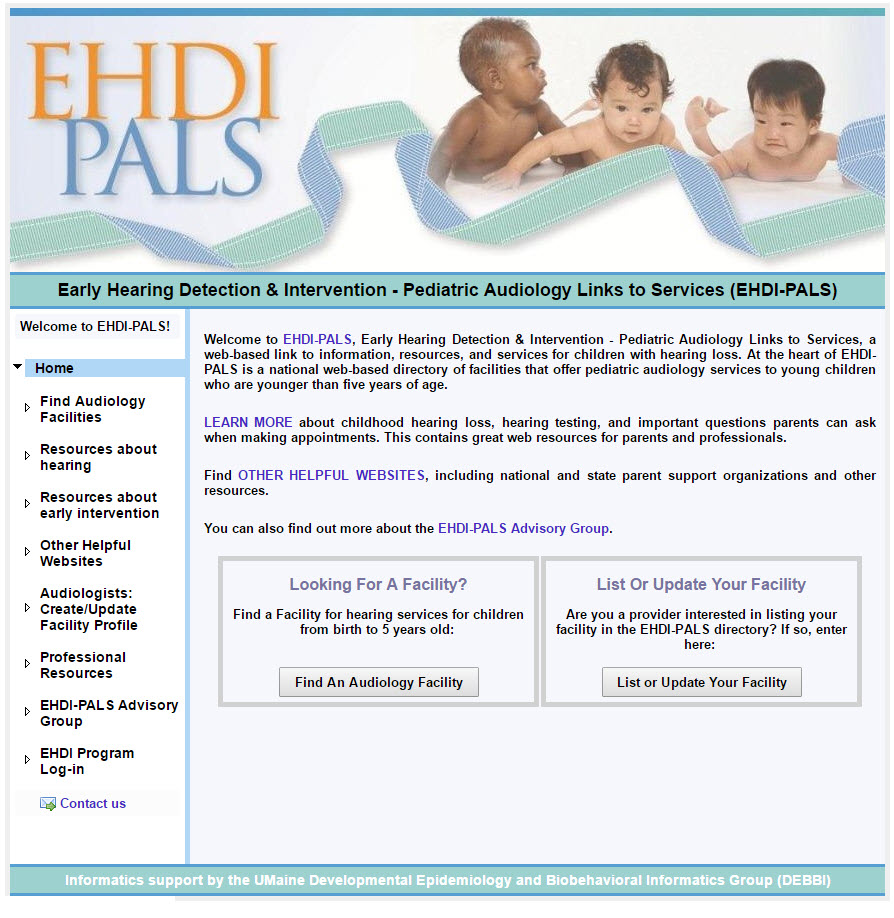 EHDI
PALS
Early Hearing Detection & Intervention - Pediatric Audiology Links to Services (EHDI-PALS)
Welcome to EHDI-PALS!
Home
Find Audiology
Facilities
Resources about
hearing
Resources about
early intervention
Other Helpful
Websites
Audiologists:
Create/Update
Facility Profile
Professional
Resources
EHDI-PALS Advisory
Group
EHDI Program
Log-in
Contact us
Welcome to EHDI-PALS, Early Hearing Detection & Intervention - Pediatric Audiology Links to Services, a
web-based link to information, resources, and services for children with hearing loss. At the heart of EHDI-
PALS is a national web-based directory of facilities that offer pediatric audiology services to young children
who are younger than five years of age.
LEARN MORE about childhood hearing loss, hearing testing, and important questions parents can ask
when making appointments. This contains great web resources for parents and professionals.
Find OTHER HELPFUL WEBSITES, including national and state parent support organizations and other
resources.
You can also find out more about the EHDI-PALS Advisory Group.
Looking For A Facility?
Find a Facility for hearing services for children
from birth to 5 years old:
Find An Audiology Facility
List Or Update Your Facility
Are you a provider interested in listing your
facility in the EHDI-PALS directory? If so, enter
here:
List or Update Your Facility
Informatics support by the UMaine Developmental Epidemiology and Biobehavioral Informatics Group (DEBBI)